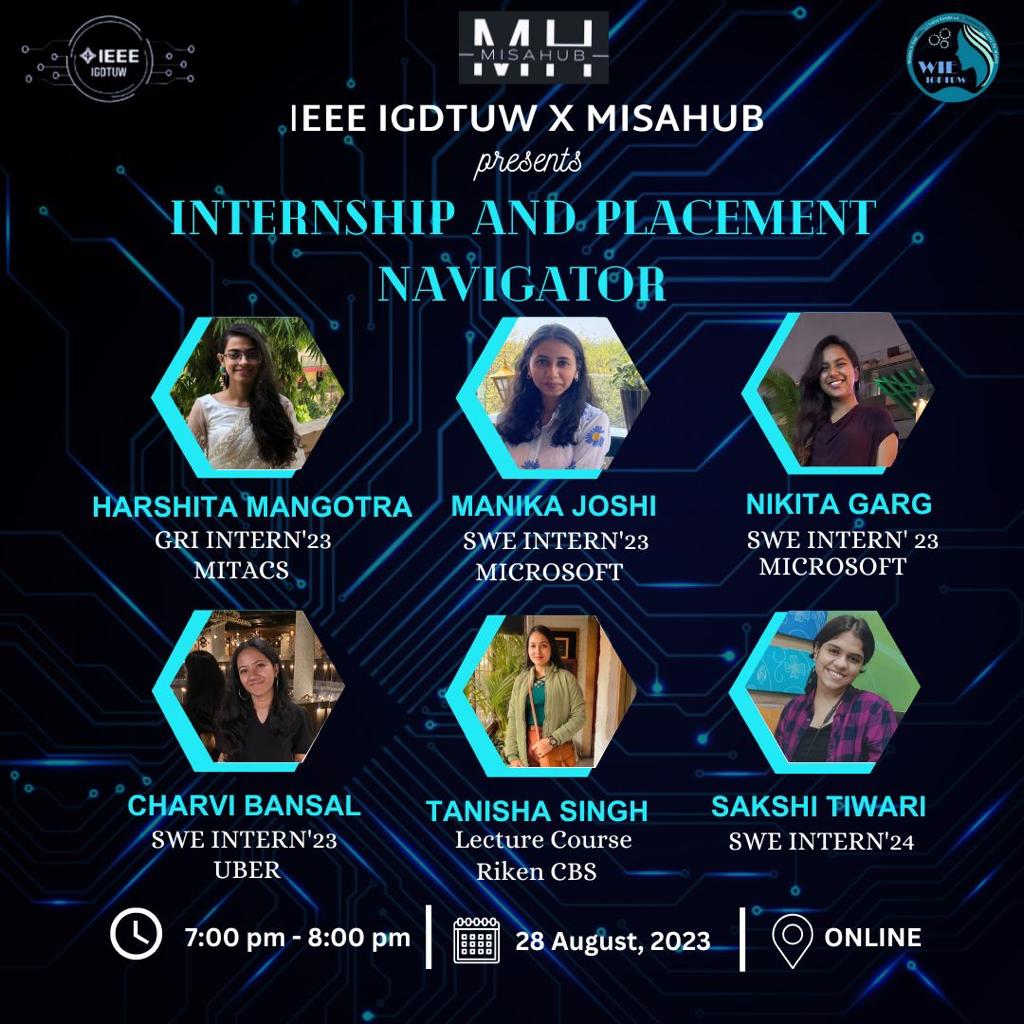 IEEE
IGDTUW
MH
MISAHUB
WIE
IGDTUW
IEEE IGDTUW X MISAHUB
presents
INTERNSHIP AND PLACEMENT
NAVIGATOR
HARSHITA MANGOTRA
GRI INTERN'23
MITACS
MANIKA JOSHI
SWE INTERN'23
MICROSOFT
NIKITA GARG
SWE INTERN' 23
MICROSOFT
CHARVI BANSAL
SWE INTERN'23
UBER
TANISHA SINGH
Lecture Course
Riken CBS
SAKSHI TIWARI
SWE INTERN'24
7:00 pm - 8:00 pm
28 August, 2023
ONLINE